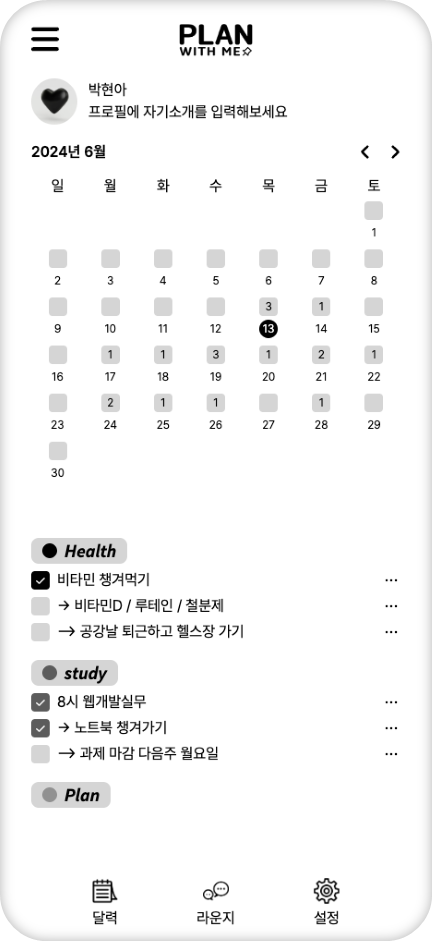 PLAN
WITH ME
박현아
프로필에 자기소개를 입력해보세요
2024년 6월
일 월 화 수 목 금 토
1
2 3 4 5 6 7 8
3 1
9 10 11 12 13 14 15
1 1 3 1 2 1
16 17 18 19 20 21 22
2 1 1 1
23 24 25 26 27 28 29
30
Health
비타민 챙겨먹기 ...
→ 비타민D / 루테인 / 철분제 ...
—> 공강날 퇴근하고 헬스장 가기 ...
study
8시 웹개발실무 ...
→ 노트북 챙겨가기 ...
—> 과제 마감 다음주 월요일 ...
Plan
달력 라운지 설정